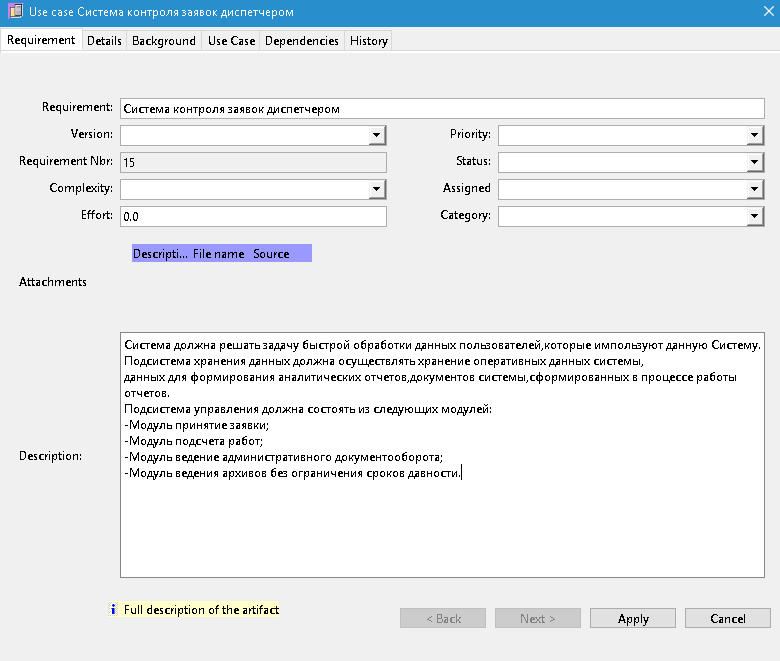 Use case Система контроля заявок диспетчером
Requirement Details Background Use Case Dependencies History
Requirement: Система контроля заявок диспетчером
Version: Priority:
Requirement Nbr: 15 Status:
Complexity: Assigned
Effort: 0.0 Category:
Descripti... File name Source
Attachments
Система должна решать задачу быстрой обработки данных пользователей,которые импользуют данную Систему.
Подсистема хранения данных должна осуществлять хранение оперативных данных системы,
данных для формирования аналитических отчетов,документов системы,сформированных в процессе работы
отчетов.
Подсистема управления должна состоять из следующих модулей:
-Модуль принятие заявки;
-Модуль подсчета работ;
-Модуль ведение административного документооборота;
-Модуль ведения архивов без ограничения сроков давности.
Description:
i Full description of the artifact
< Back Next > Apply Cancel